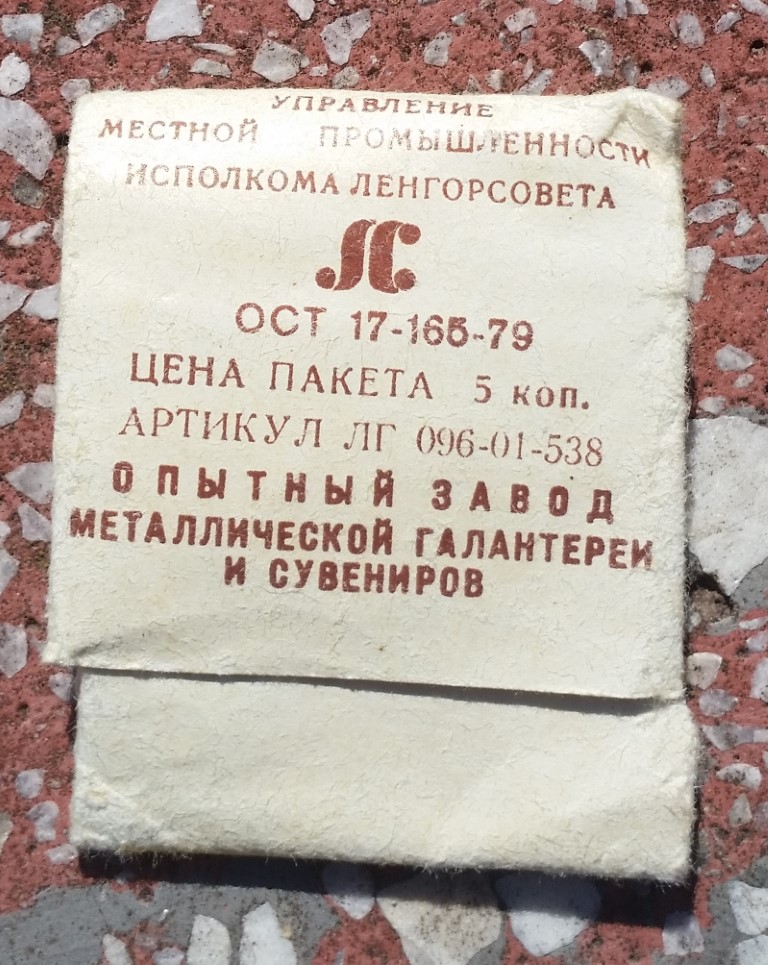 УПРАВЛЕНИЕ
МЕСТНОЙ ПРОМЫШЛЕННОСТИ
ИСПОЛКОМА ЛЕНГОРСОВЕТА
ОСТ 17-165-79
ЦЕНА ПАКЕТА 5 коп.
АРТИКУЛ ЛГ 096-01-538
ОПЫТНЫЙ ЗАВОД
МЕТАЛЛИЧЕСКОЙ ГАЛАНТЕРЕИ
И СУВЕНИРОВ